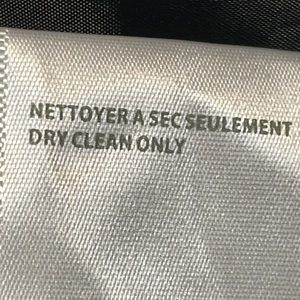 NETTOYER A SEC SEULEMENT
DRY CLEAN ONLY